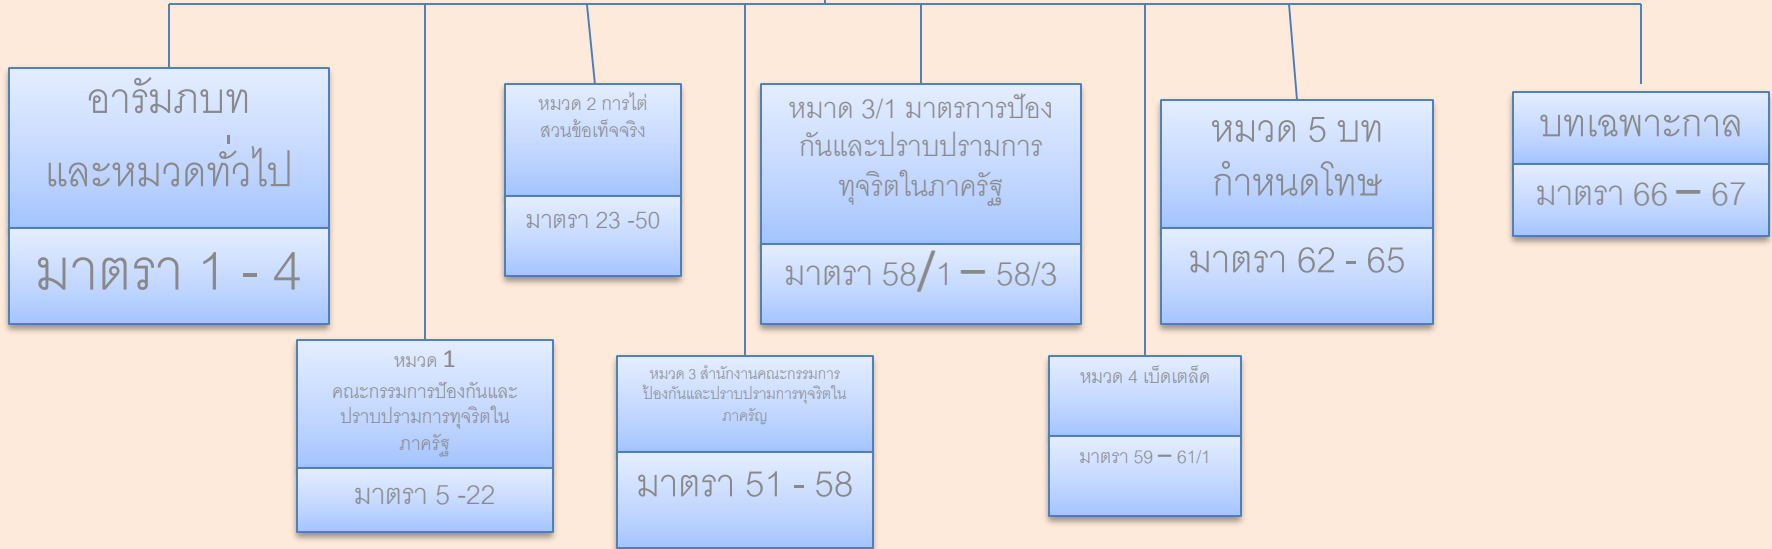 อารัมภบท
และหมวดทั่วไป
มาตรา 1 - 4
หมวด 1
คณะกรรมการป้องกันและ
ปราบปรามการทุจริตใน
ภาครัฐ
มาตรา 5 -22
หมวด 2 การไต่
สวนข้อเท็จจริง
มาตรา 23 -50
หมวด 3 สำนักงานคณะกรรมการ
ป้องกันและปราบปรามการทุจริตใน
ภาครัญ
มาตรา 51 - 58
หมาด 3/1 มาตรการป้อง
กันและปราบปรามการ
ทุจริตในภาครัฐ
มาตรา 58/1 – 58/3
หมวด 4 เบ็ดเตล็ด
มาตรา 59 – 61/1
หมวด 5 บท
กำหนดโทษ
มาตรา 62 - 65
บทเฉพาะกาล
มาตรา 66 – 67